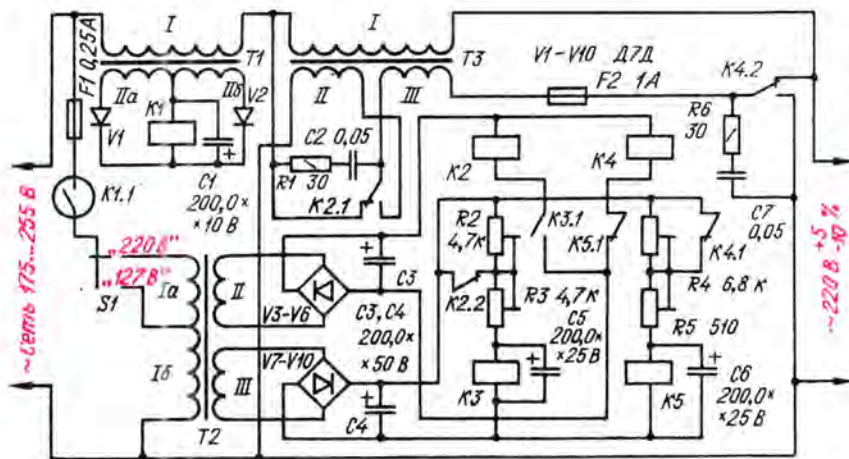 I
I
T1
T3
V1-V10 Д7Д
F2 1A
K4.2
F1 0,25A
IIa
K1
IIб
V2
II
III
R6
30
V1
C2 0,05
K2
K4
R1 30
K2.1
K1.1
C1
200,0×
×10 В
R2
4,7к
K3.1
K5.1
C7
0,05
K4.1
„220В"
„127В"
S1
Iа
II
C3
V3-V6
C3, C4
200,0×
×50 В
K2.2
R3 4,7к
R4 6,8 к
C5
200,0×
×25 В
R5 510
Iб
III
V7-V10
C4
K3
K5
C6
200,0×
×25 В
T2
~Сеть 175...255 В
~220 В +5 -10 %